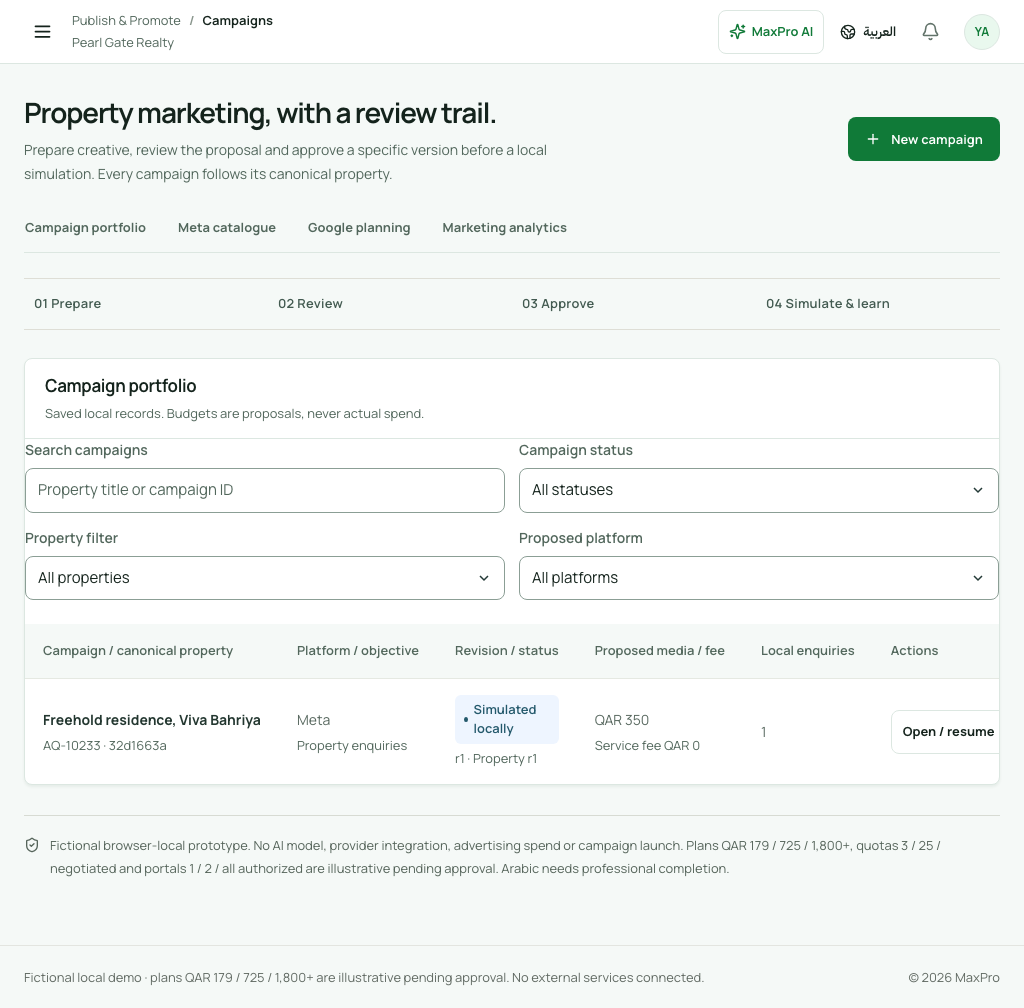 Publish & Promote / Campaigns
Pearl Gate Realty
MaxPro AI
العربية
YA
Property marketing, with a review trail.
Prepare creative, review the proposal and approve a specific version before a local
simulation. Every campaign follows its canonical property.
New campaign
Campaign portfolio Meta catalogue Google planning Marketing analytics
01 Prepare 02 Review 03 Approve 04 Simulate & learn
Campaign portfolio
Saved local records. Budgets are proposals, never actual spend.
Search campaigns Campaign status
Property title or campaign ID All statuses
Property filter Proposed platform
All properties All platforms
Campaign / canonical property Platform / objective Revision / status Proposed media / fee Local enquiries Actions
Freehold residence, Viva Bahriya
AQ-10233 · 32d1663a
Meta
Property enquiries
Simulated
locally
r1 · Property r1
QAR 350
Service fee QAR 0
1
Open / resume
Fictional browser-local prototype. No AI model, provider integration, advertising spend or campaign launch. Plans QAR 179 / 725 / 1,800+, quotas 3 / 25 /
negotiated and portals 1 / 2 / all authorized are illustrative pending approval. Arabic needs professional completion.
Fictional local demo · plans QAR 179 / 725 / 1,800+ are illustrative pending approval. No external services connected.
© 2026 MaxPro